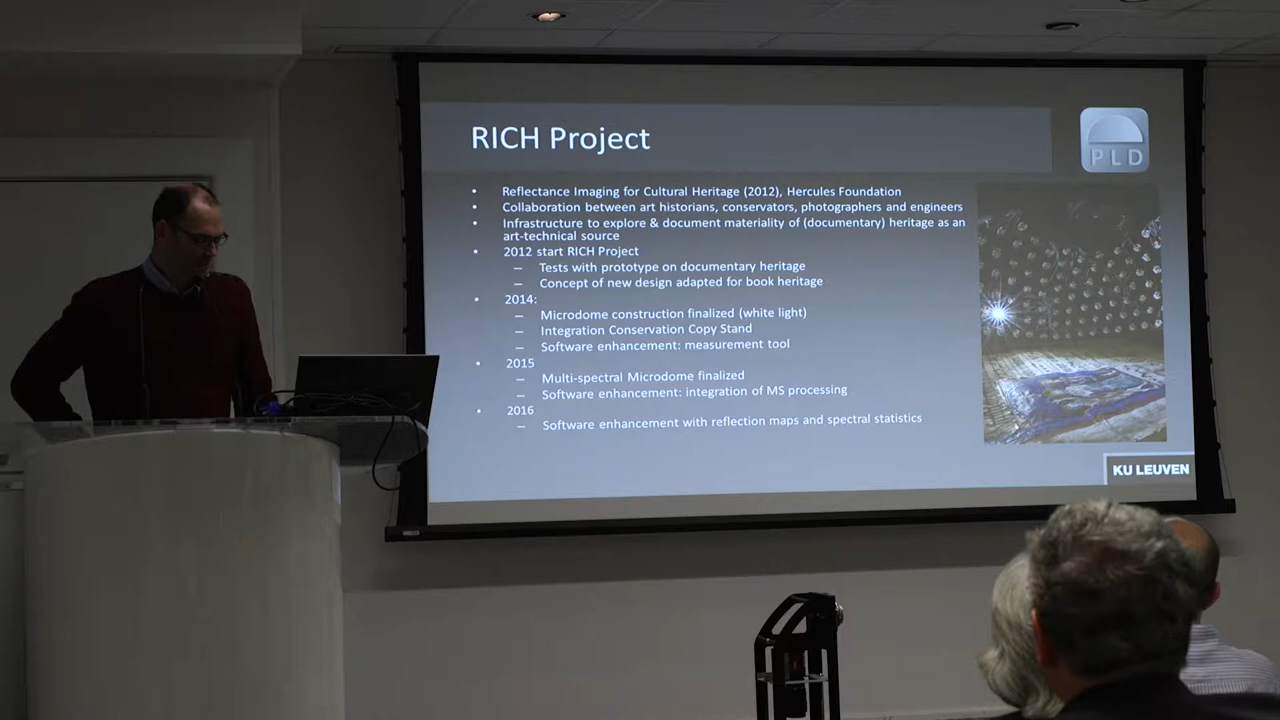 RICH Project
PLD
• Reflectance Imaging for Cultural Heritage (2012), Hercules Foundation
• Collaboration between art historians, conservators, photographers and engineers
• Infrastructure to explore & document materiality of (documentary) heritage as an
art-technical source
• 2012 start RICH Project
– Tests with prototype on documentary heritage
– Concept of new design adapted for book heritage
• 2014:
– Microdome construction finalized (white light)
– Integration Conservation Copy Stand
– Software enhancement: measurement tool
• 2015
– Multi-spectral Microdome finalized
– Software enhancement: integration of MS processing
• 2016
– Software enhancement with reflection maps and spectral statistics
KU LEUVEN